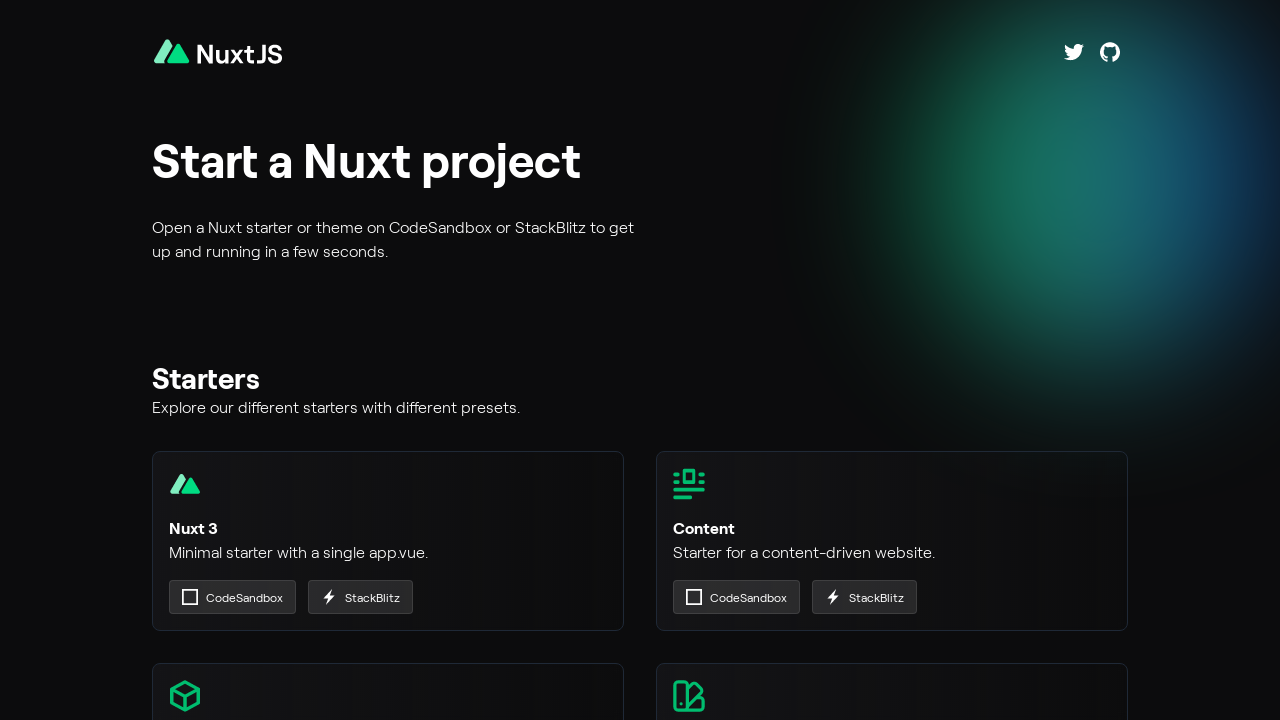 NuxtJS
Start a Nuxt project
Open a Nuxt starter or theme on CodeSandbox or StackBlitz to get
up and running in a few seconds.
Starters
Explore our different starters with different presets.
Nuxt 3
Minimal starter with a single app.vue.
CodeSandbox
StackBlitz
Content
Starter for a content-driven website.
CodeSandbox
StackBlitz